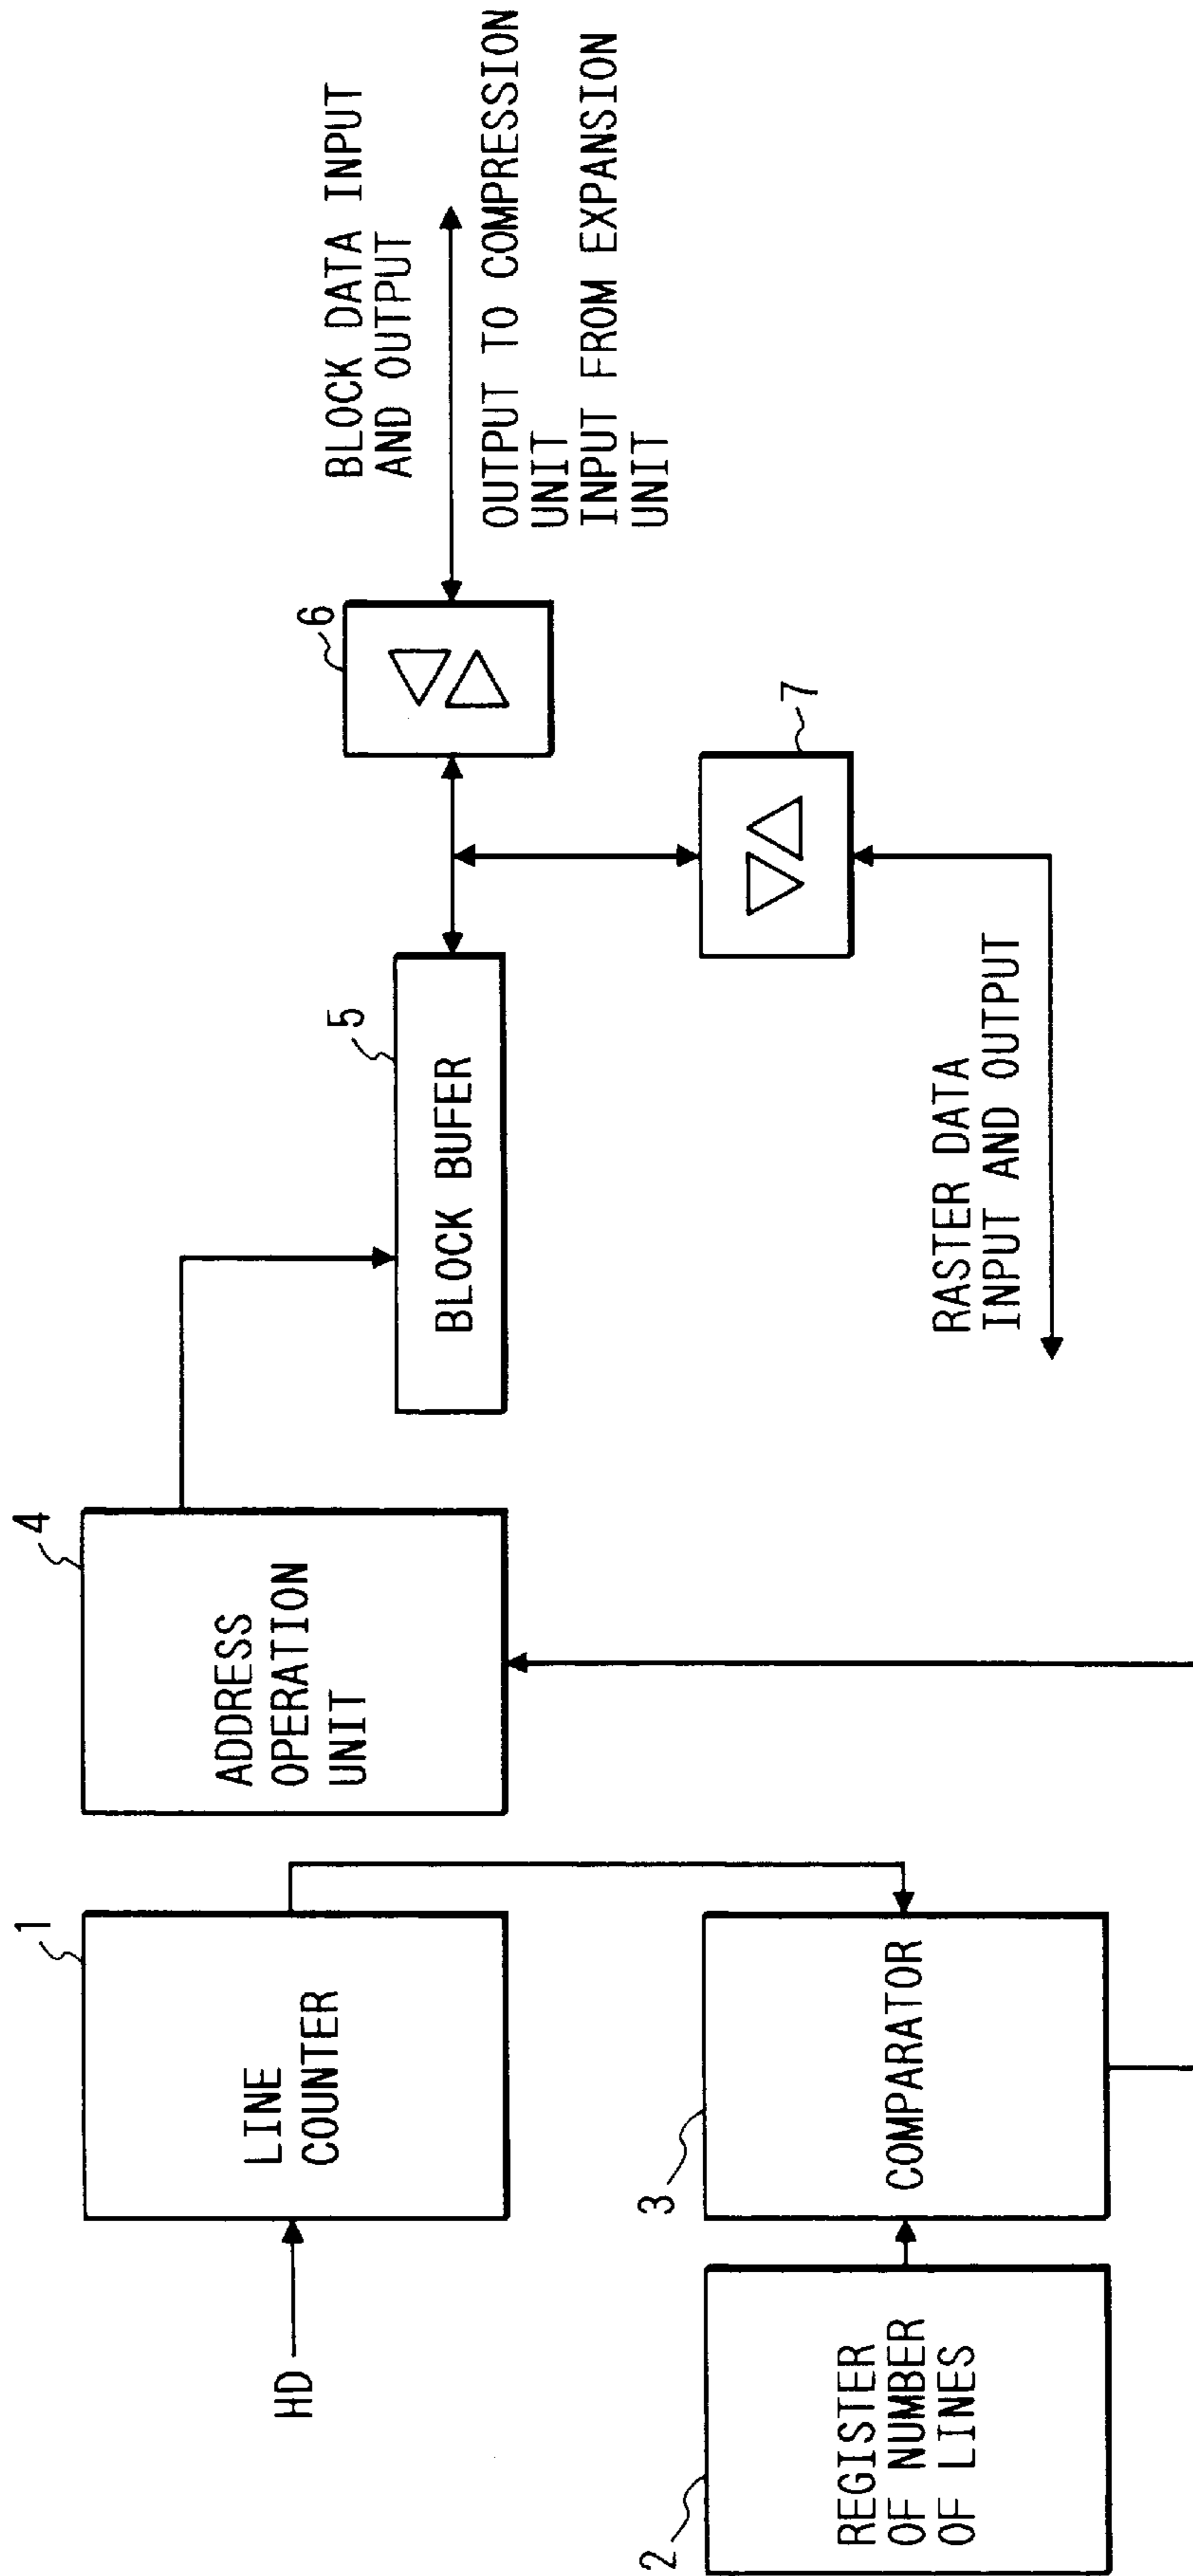 HD
1
LINE
COUNTER
2
REGISTER
OF NUMBER
OF LINES
3
COMPARATOR
4
ADDRESS
OPERATION
UNIT
5
BLOCK BUFER
6
BLOCK DATA INPUT
AND OUTPUT
OUTPUT TO COMPRESSION
UNIT
INPUT FROM EXPANSION
UNIT
7
RASTER DATA
INPUT AND OUTPUT